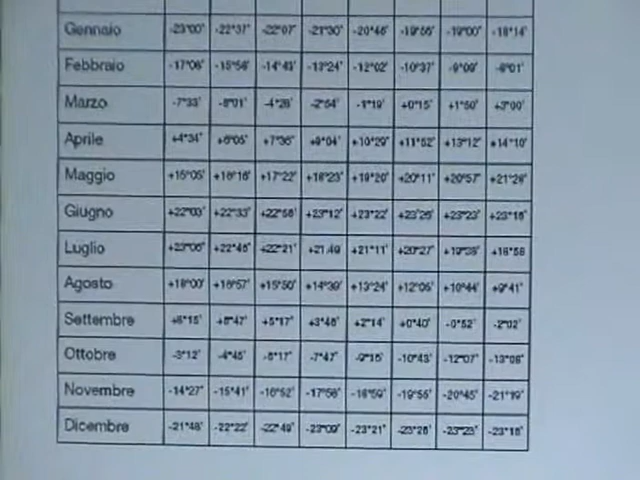 Gennaio -23°00' -22°37' -22°07' -21°30' -20°46' -19°56' -19°00' -18°14'
Febbraio -17°06' -15°56' -14°43' -13°24' -12°02' -10°37' -9°09' -8°01'
Marzo -7°33' -6°01' -4°28' -2°54' -1°19' +0°15' +1°50' +3°00'
Aprile +4°34' +6°05' +7°36' +9°04' +10°29' +11°52' +13°12' +14°10'
Maggio +15°05' +16°16' +17°22' +18°23' +19°20' +20°11' +20°57' +21°28'
Giugno +22°03' +22°33' +22°56' +23°12' +23°22' +23°26' +23°23' +23°16'
Luglio +23°06' +22°46' +22°21' +21.49 +21°11' +20°27' +19°38' +18°58
Agosto +18°00' +16°57' +15°50' +14°39' +13°24' +12°06' +10°44' +9°41'
Settembre +8°15' +6°47' +5°17' +3°46' +2°14' +0°40' -0°52' -2°02'
Ottobre -3°12' -4°45' -6°17' -7°47' -9°16' -10°43' -12°07' -13°08'
Novembre -14°27' -15°41' -16°52' -17°58' -18°59' -19°55' -20°45' -21°19'
Dicembre -21°48' -22°22' -22°49' -23°09' -23°21' -23°26' -23°23' -23°16'